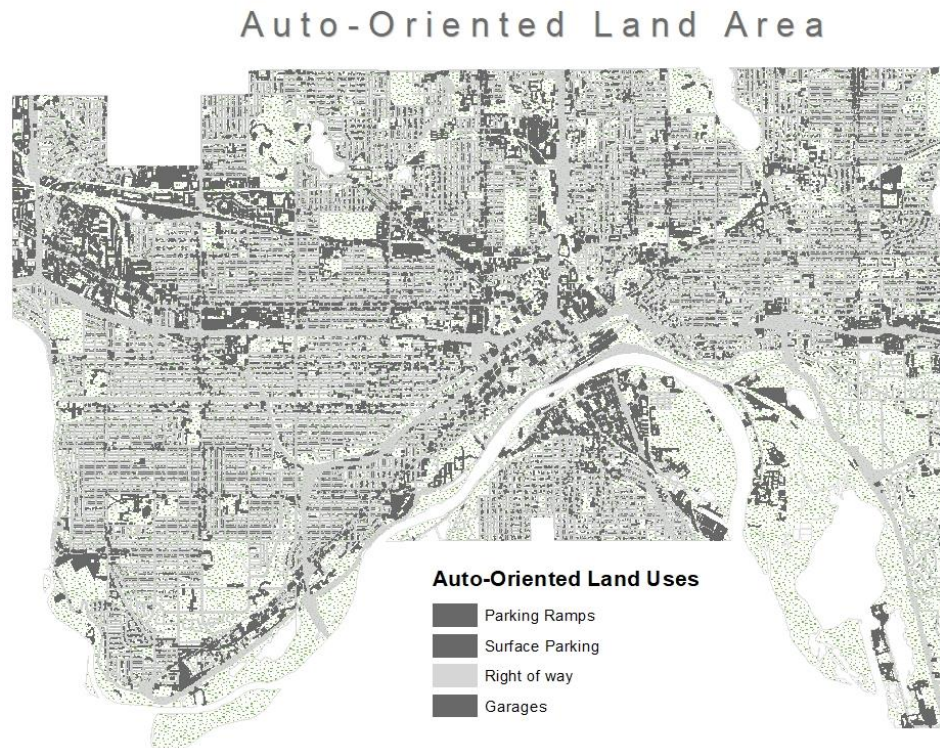 Auto-Oriented Land Area
Auto-Oriented Land Uses
Parking Ramps
Surface Parking
Right of way
Garages